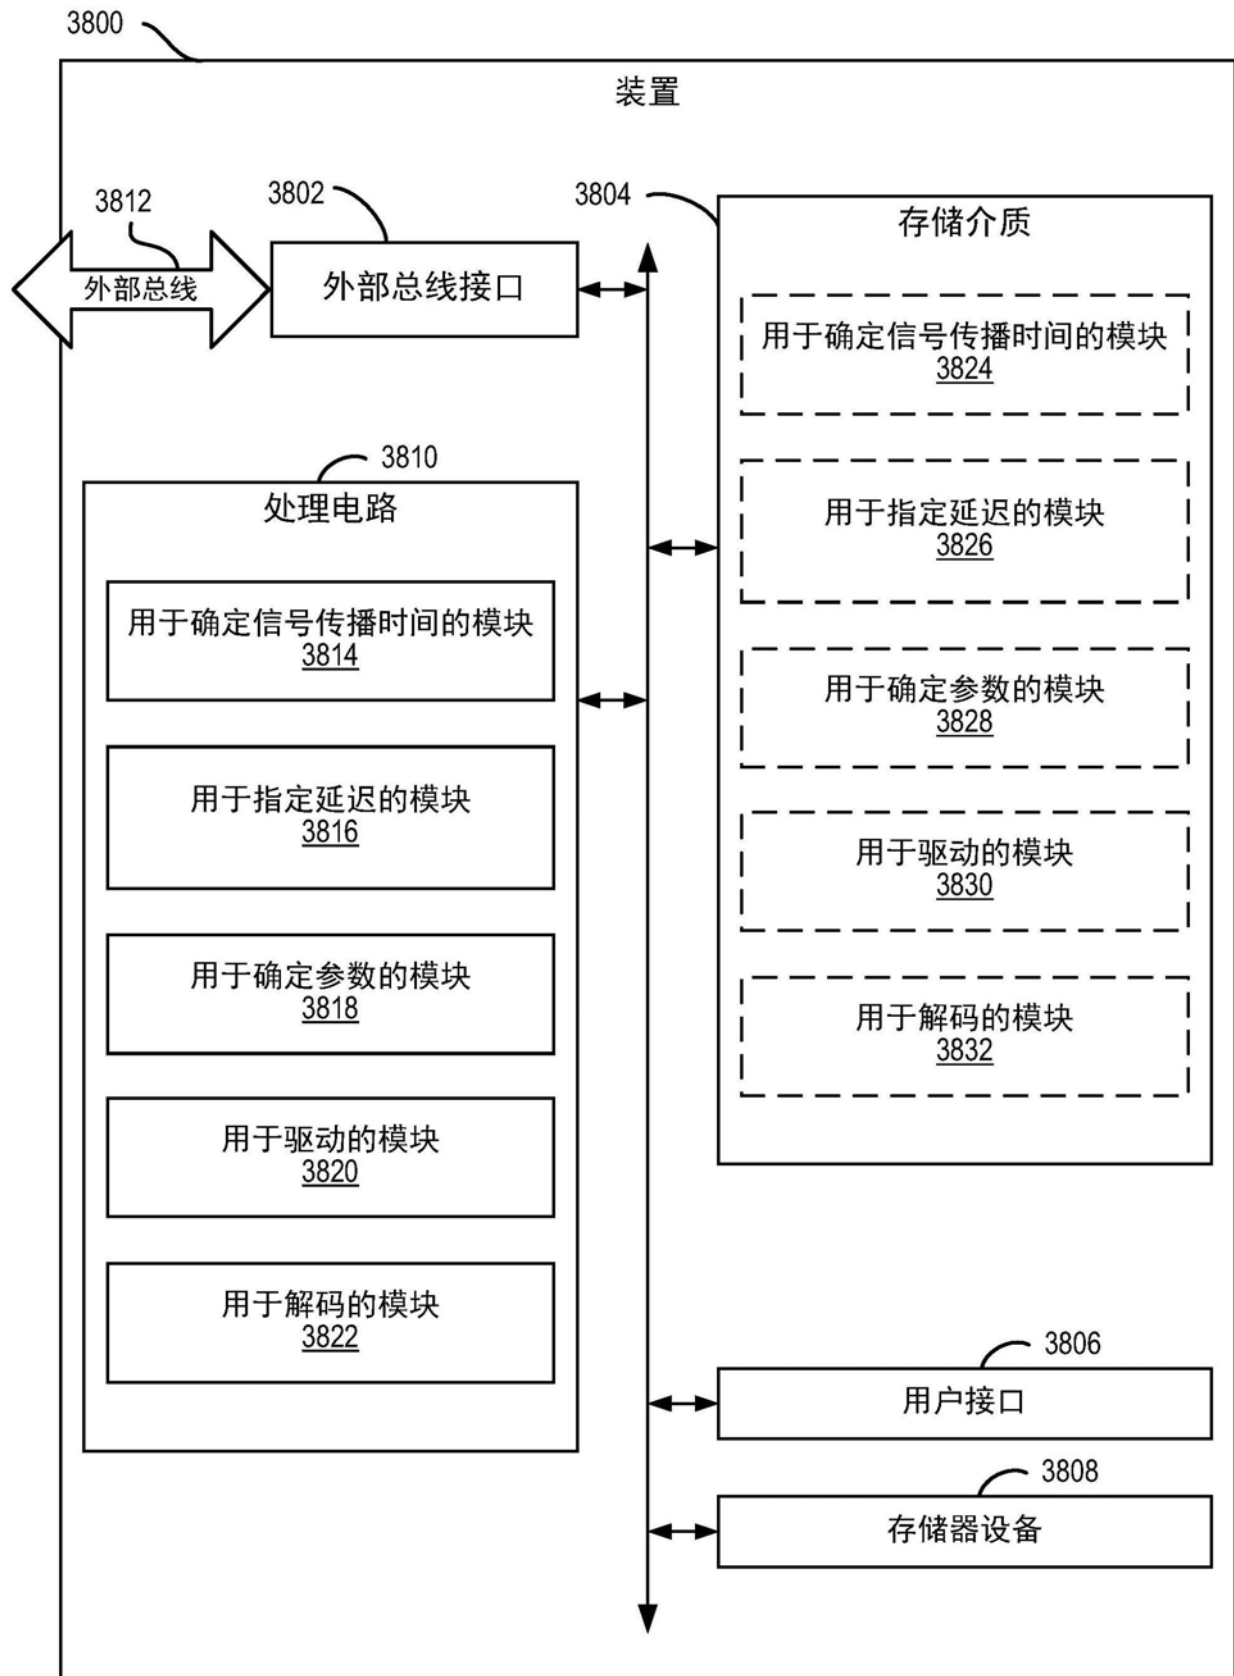 3800
装置
3812
外部总线
3802
外部总线接口
3804
存储介质
用于确定信号传播时间的模块
3824
用于指定延迟的模块
3826
用于确定参数的模块
3828
用于驱动的模块
3830
用于解码的模块
3832
3810
处理电路
用于确定信号传播时间的模块
3814
用于指定延迟的模块
3816
用于确定参数的模块
3818
用于驱动的模块
3820
用于解码的模块
3822
3806
用户接口
3808
存储器设备